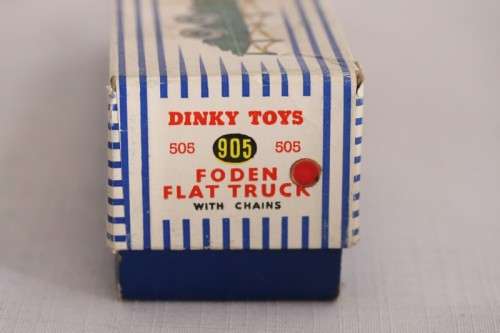 DINKY TOYS
505 905 505
FODEN
FLAT TRUCK
WITH CHAINS